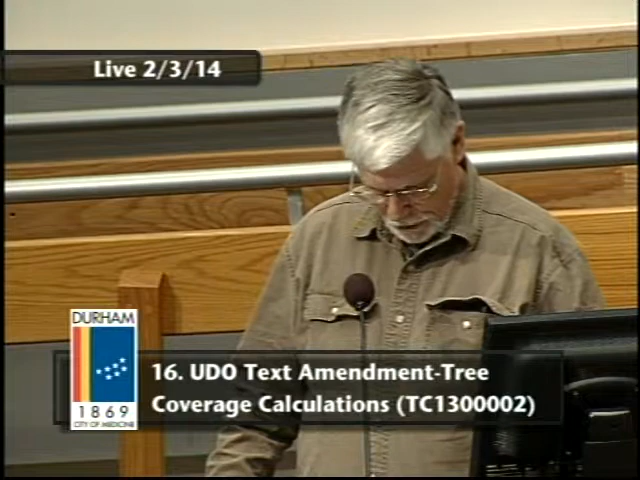 Live 2/3/14
DURHAM
1869
CITY OF MEDICINE
16. UDO Text Amendment-Tree
Coverage Calculations (TC1300002)